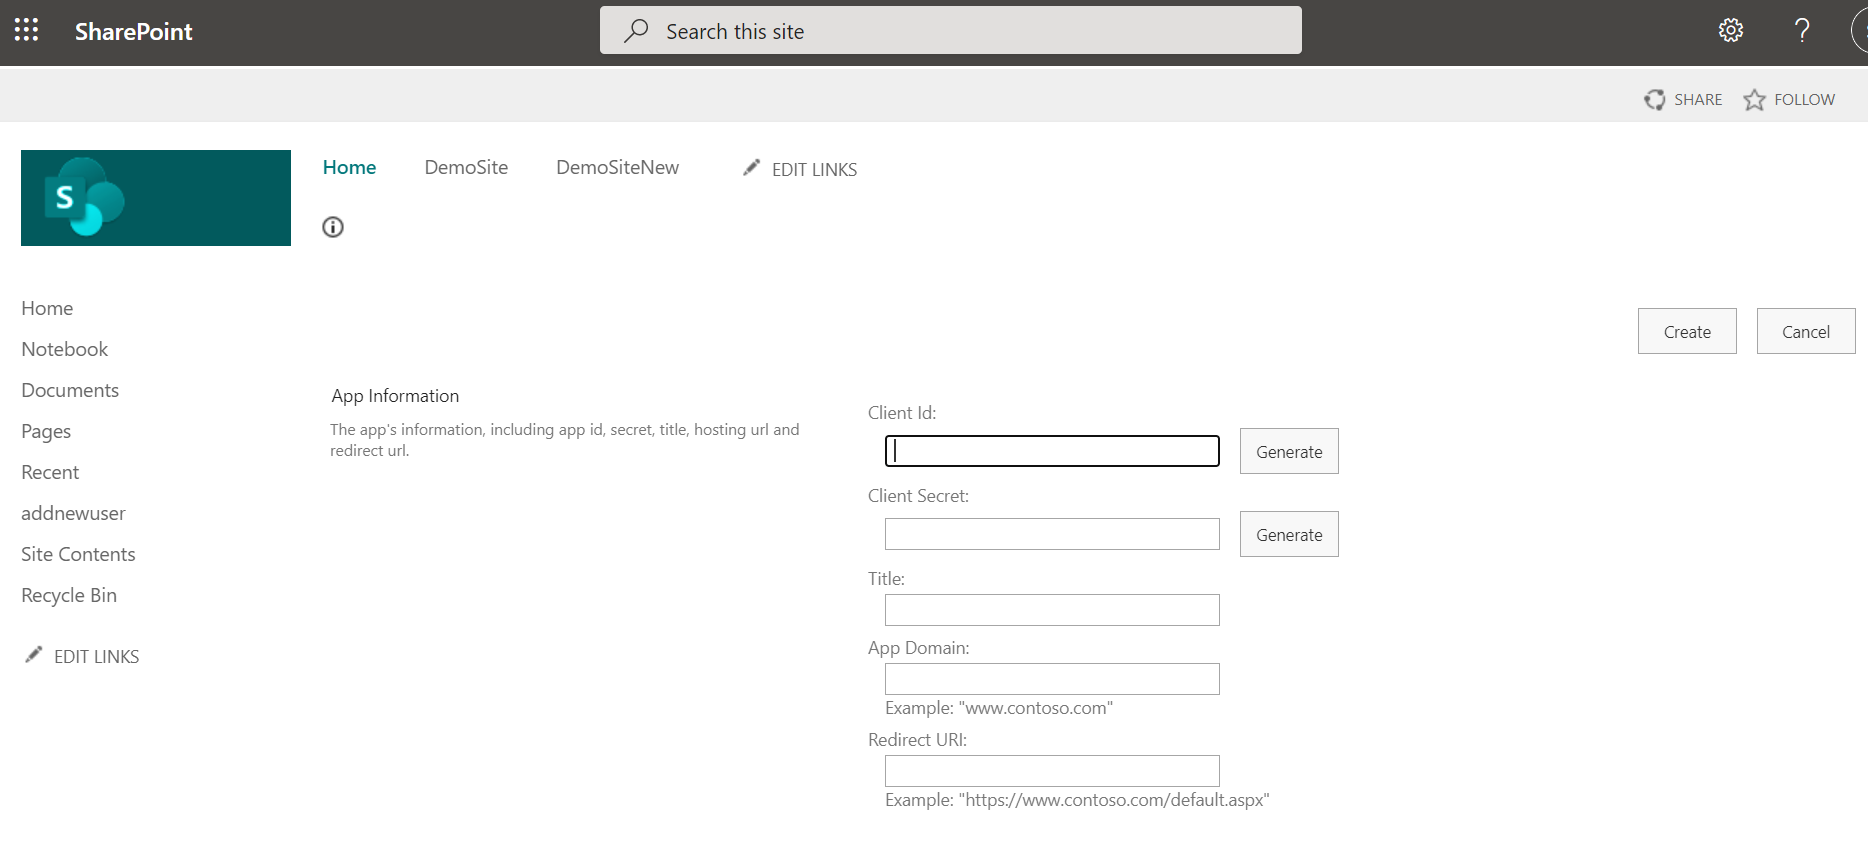 SharePoint
Search this site
?
SHARE
FOLLOW
S
Home
DemoSite
DemoSiteNew
EDIT LINKS
Home
Notebook
Documents
Pages
Recent
addnewuser
Site Contents
Recycle Bin
EDIT LINKS
Create
Cancel
App Information
The app's information, including app id, secret, title, hosting url and
redirect url.
Client Id:
Generate
Client Secret:
Generate
Title:
App Domain:
Example: "www.contoso.com"
Redirect URI:
Example: "https://www.contoso.com/default.aspx"